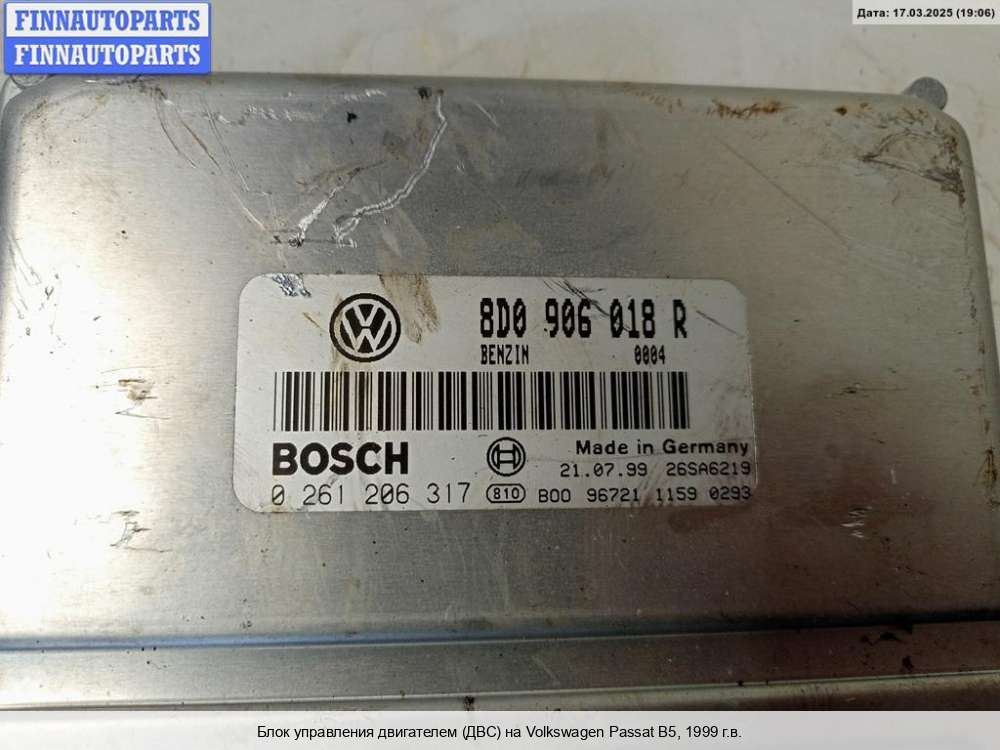 FINNAUTOPARTS
FINNAUTOPARTS
Дата: 17.03.2025 (19:06)
8D0 906 018 R
BENZIN 0004
BOSCH
Made in Germany
21.07.99 26SA6219
0 261 206 317 810 B00 96721 1159 0293
Блок управления двигателем (ДВС) на Volkswagen Passat B5, 1999 г.в.